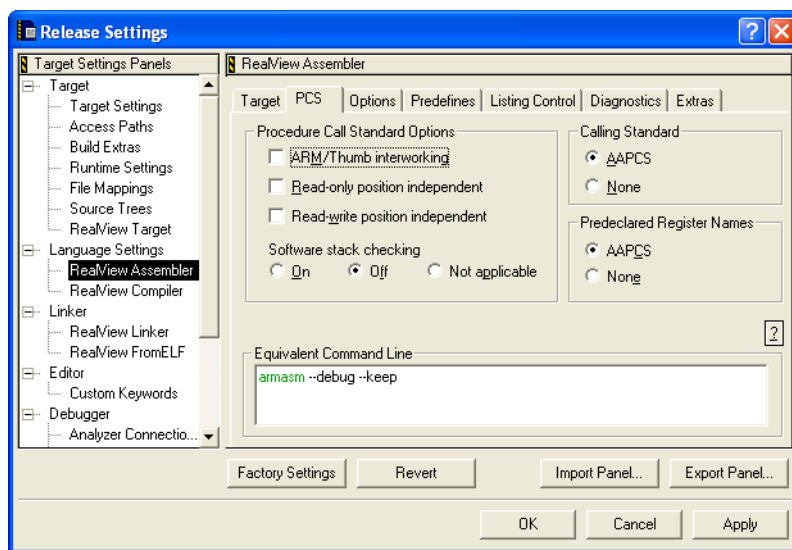 Release Settings
Target Settings Panels
Target
Target Settings
Access Paths
Build Extras
Runtime Settings
File Mappings
Source Trees
RealView Target
Language Settings
RealView Assembler
RealView Compiler
Linker
RealView Linker
RealView FromELF
Editor
Custom Keywords
Debugger
Analyzer Connectio...
RealView Assembler
Target PCS Options Predefines Listing Control Diagnostics Extras
Procedure Call Standard Options
ARM/Thumb interworking
Read-only position independent
Read-write position independent
Software stack checking
On Off Not applicable
Calling Standard
AAPCS
None
Predeclared Register Names
AAPCS
None
?
Equivalent Command Line
armasm --debug --keep
Factory Settings Revert Import Panel... Export Panel...
OK Cancel Apply